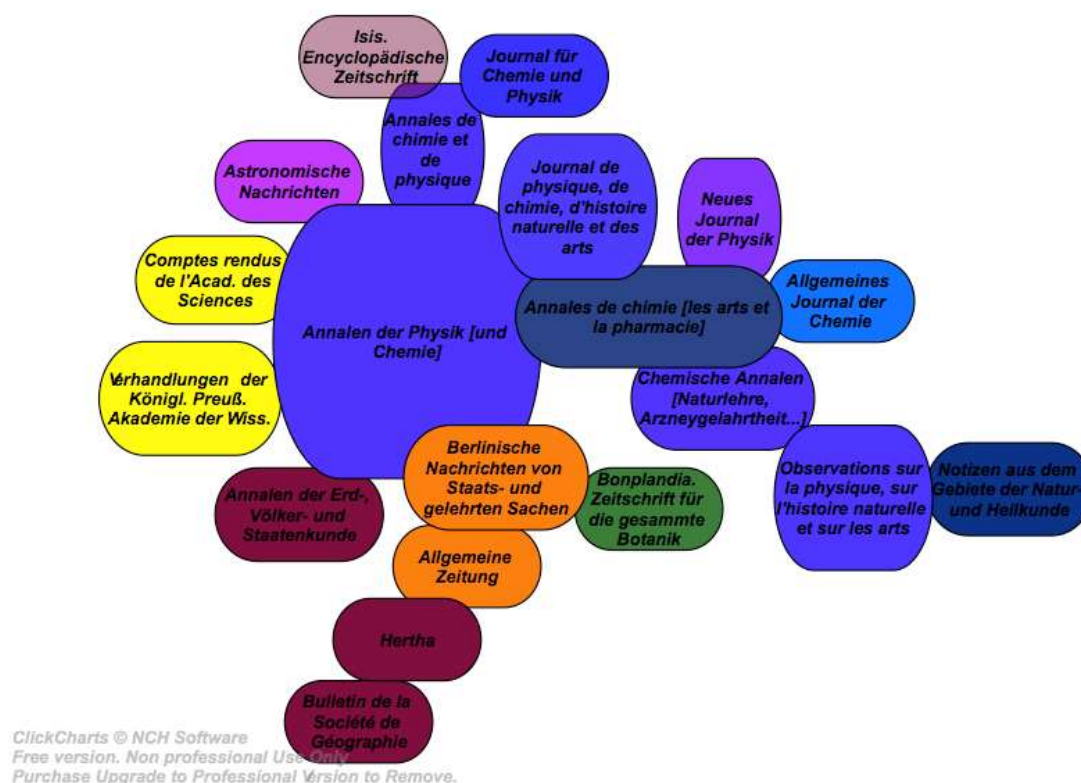 Isis.
Encyclopädische
Zeitschrift
Journal für
Chemie und
Physik
Annales de
chimie et
de
physique
Astronomische
Nachrichten
Journal de
physique, de
chimie, d'histoire
naturelle et des
arts
Neues
Journal
der Physik
Comptes rendus
de l'Acad. des
Sciences
Annalen der Physik [und
Chemie]
Annales de chimie [les arts et
la pharmacie]
Allgemeines
Journal der
Chemie
Verhandlungen der
Königl. Preuß.
Akademie der Wiss.
Chemische Annalen
[Naturlehre,
Arzneygelahrtheit...]
Berlinische
Nachrichten von
Staats- und
gelehrten Sachen
Annalen der Erd-,
Völker- und
Staatenkunde
Bonplandia.
Zeitschrift für
die gesammte
Botanik
Observations sur
la physique, sur
l'histoire naturelle
et sur les arts
Notizen aus dem
Gebiete der Natur-
und Heilkunde
Allgemeine
Zeitung
Hertha
Bulletin de la
Société de
Géographie
ClickCharts © NCH Software
Free version. Non professional Use Only
Purchase Upgrade to Professional Version to Remove.